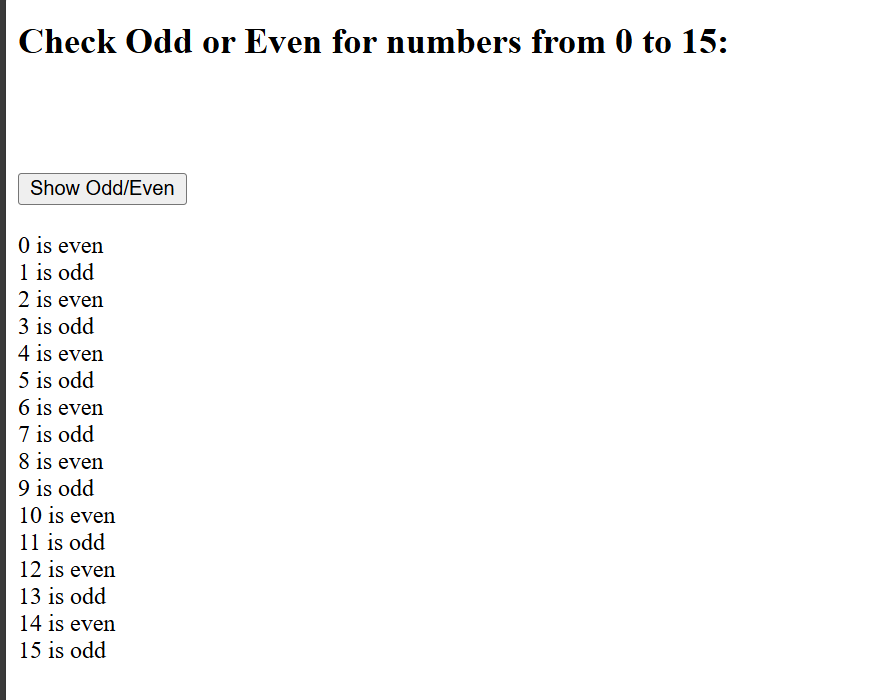 Check Odd or Even for numbers from 0 to 15:
Show Odd/Even
0 is even
1 is odd
2 is even
3 is odd
4 is even
5 is odd
6 is even
7 is odd
8 is even
9 is odd
10 is even
11 is odd
12 is even
13 is odd
14 is even
15 is odd